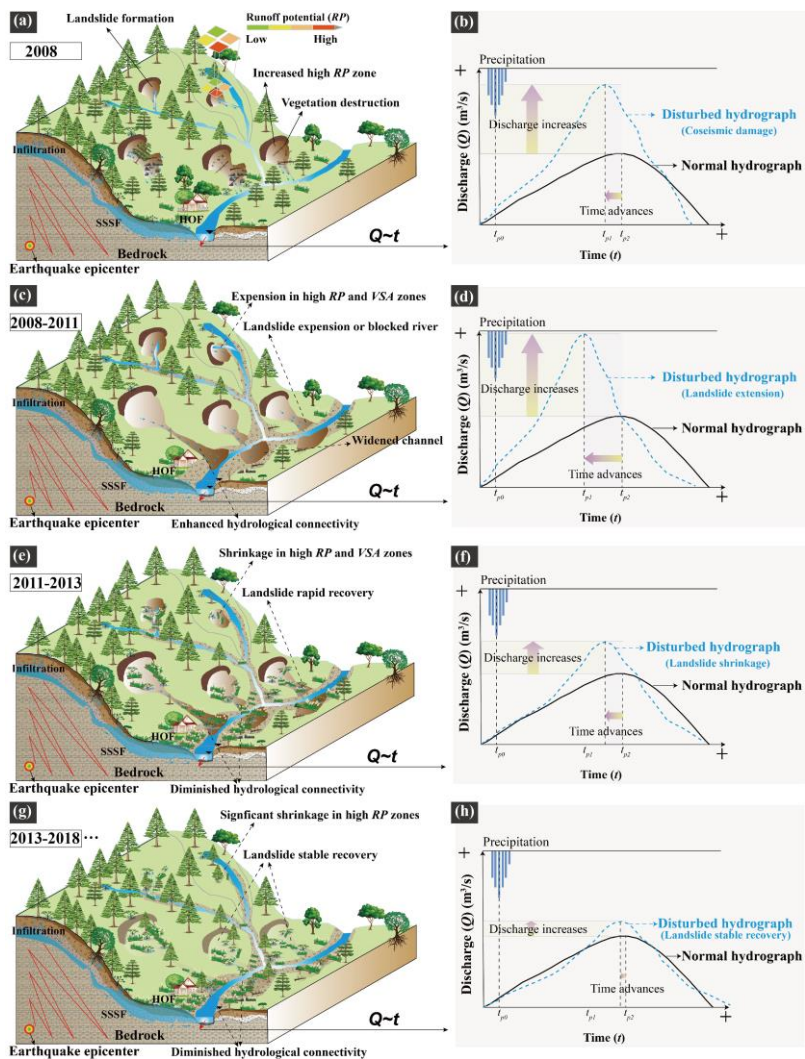 (a)
2008
Landslide formation
Runoff potential (RP)
Low
High
Increased high RP zone
Vegetation destruction
Infiltration
SSSF
HOF
Bedrock
Earthquake epicenter
Q~t
(b)
+
Precipitation
Discharge (Q) (m³/s)
Discharge increases
Disturbed hydrograph
(Coseismic damage)
Normal hydrograph
Time advances
tp0
tp1
tp2
+
Time (t)
(c)
2008-2011
Expension in high RP and VSA zones
Landslide expension or blocked river
Infiltration
Widened channel
HOF
SSSF
Bedrock
Earthquake epicenter
Enhanced hydrological connectivity
Q~t
(d)
+
Precipitation
Discharge (Q) (m³/s)
Discharge increases
Disturbed hydrograph
(Landslide extension)
Normal hydrograph
Time advances
tp0
tp1
tp2
+
Time (t)
(e)
2011-2013
Shrinkage in high RP and VSA zones
Landslide rapid recovery
Infiltration
HOF
SSSF
Bedrock
Earthquake epicenter
Diminished hydrological connectivity
Q~t
(f)
+
Precipitation
Discharge (Q) (m³/s)
Discharge increases
Disturbed hydrograph
(Landslide shrinkage)
Normal hydrograph
Time advances
tp0
tp1
tp2
+
Time (t)
(g)
2013-2018 ···
Signficant shrinkage in high RP zones
Landslide stable recovery
Infiltration
HOF
SSSF
Bedrock
Earthquake epicenter
Diminished hydrological connectivity
Q~t
(h)
+
Precipitation
Discharge (Q) (m³/s)
Discharge increases
Disturbed hydrograph
(Landslide stable recovery)
Normal hydrograph
Time advances
tp0
tp1
tp2
+
Time (t)